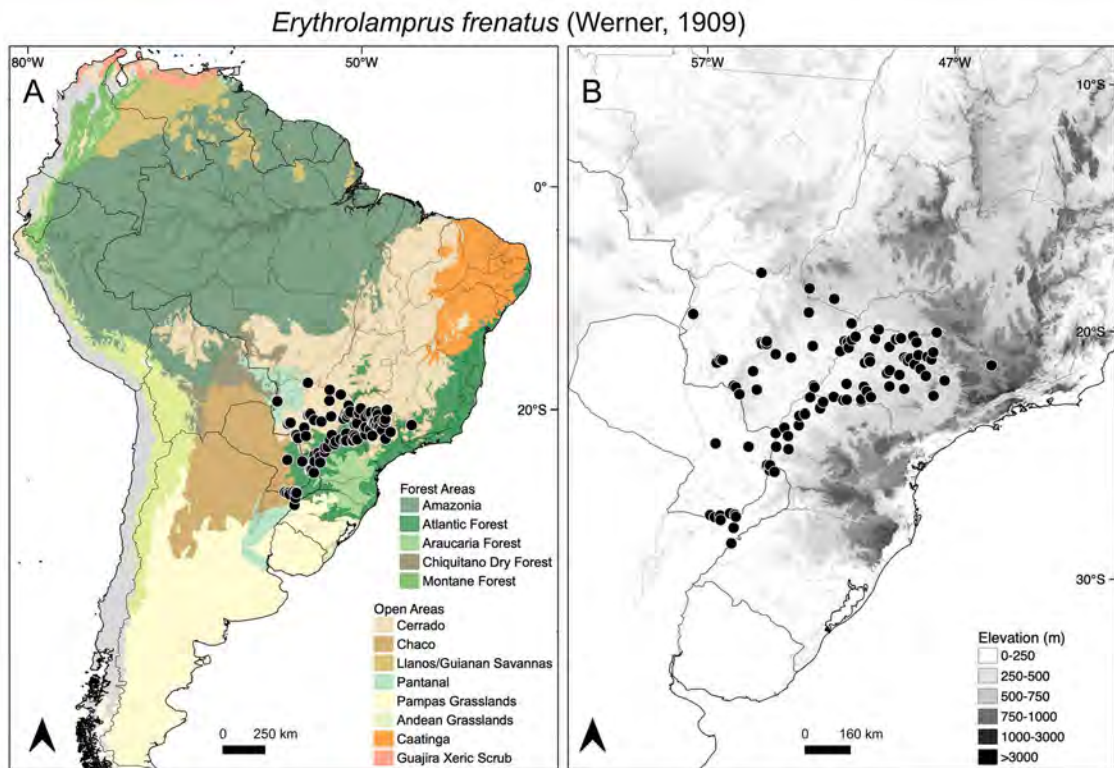 Erythrolamprus frenatus (Werner, 1909)
80°W
50°W
A
0°
20°S
Forest Areas
Amazonia
Atlantic Forest
Araucaria Forest
Chiquitano Dry Forest
Montane Forest
Open Areas
Cerrado
Chaco
Llanos/Guianan Savannas
Pantanal
Pampas Grasslands
Andean Grasslands
Caatinga
Guajira Xeric Scrub
0 250 km
B
57°W
47°W
10°S
20°S
30°S
Elevation (m)
0-250
250-500
500-750
750-1000
1000-3000
>3000
0 160 km